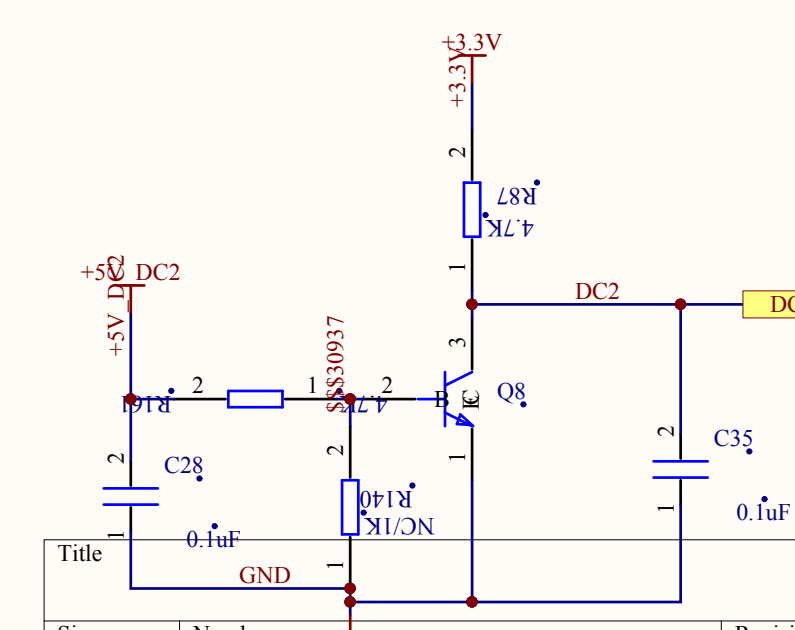 +3.3V
+3.3V
2
R87
4.7K
1
+5V_DC2
+5V_DC2
DC2
DC
3
2
R161
1
4.7K
2
B
C
E
Q8
2
C28
2
R140
NC/1K
1
2
C35
1
0.1uF
1
0.1uF
1
Title
GND